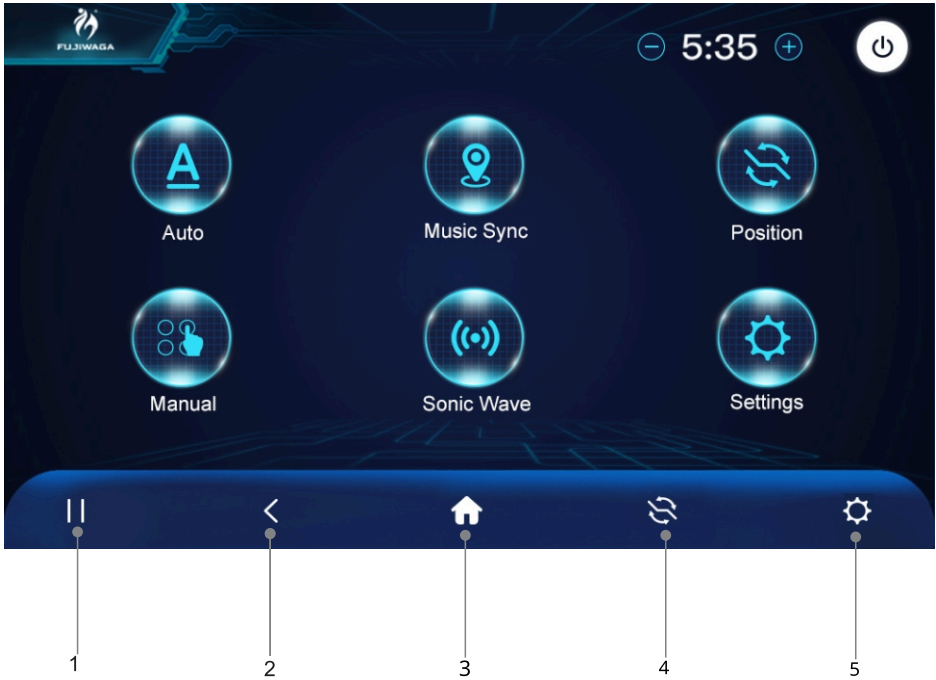 FUJIWAGA
5:35
Auto
Music Sync
Position
Manual
Sonic Wave
Settings
1
2
3
4
5